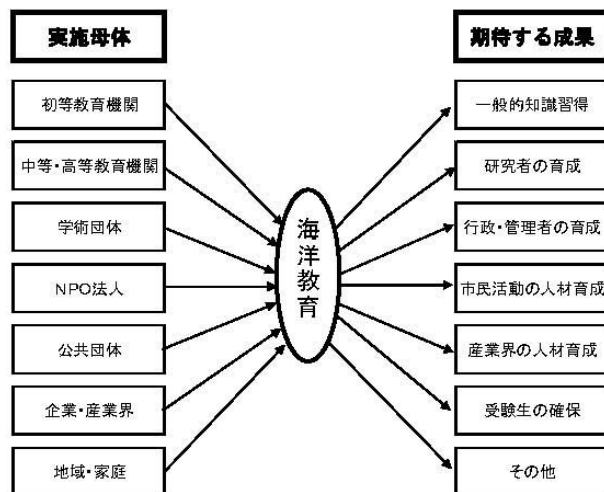 実施母体
初等教育機関
中等・高等教育機関
学術団体
NPO法人
公共団体
企業・産業界
地域・家庭
海洋教育
期待する成果
一般的知識習得
研究者の育成
行政・管理者の育成
市民活動の人材育成
産業界の人材育成
受験生の確保
その他